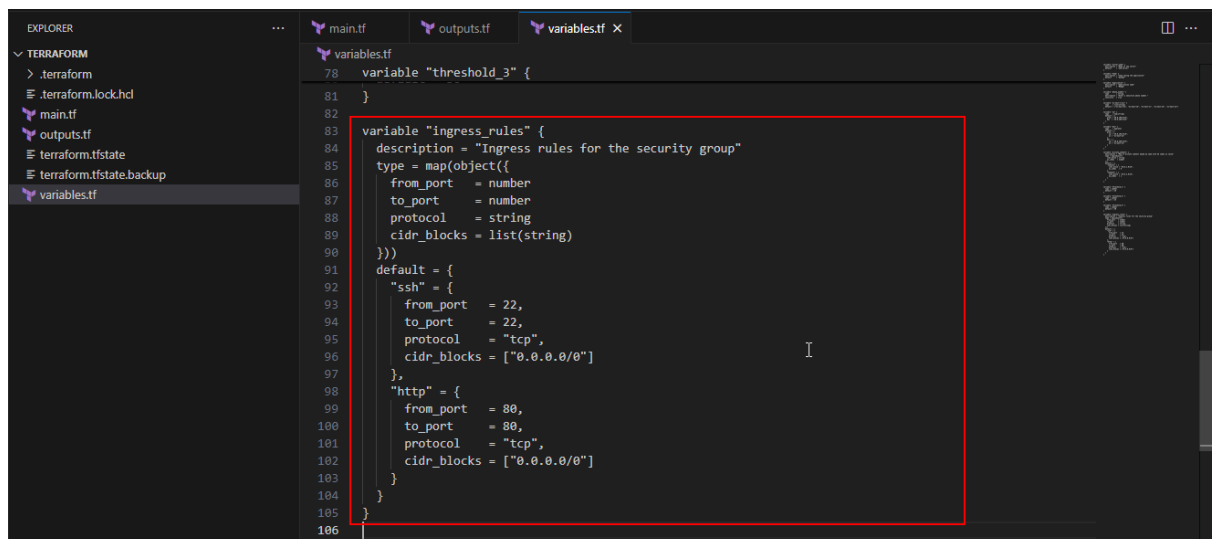 EXPLORER
TERRAFORM
.terraform
.terraform.lock.hcl
main.tf
outputs.tf
terraform.tfstate
terraform.tfstate.backup
variables.tf
main.tf
outputs.tf
variables.tf
variables.tf
78 variable "threshold_3" {
81 }
82
83 variable "ingress_rules" {
84   description = "Ingress rules for the security group"
85   type = map(object({
86     from_port   = number
87     to_port     = number
88     protocol    = string
89     cidr_blocks = list(string)
90   }))
91   default = {
92     "ssh" = {
93       from_port   = 22,
94       to_port     = 22,
95       protocol    = "tcp",
96       cidr_blocks = ["0.0.0.0/0"]
97     },
98     "http" = {
99       from_port   = 80,
100       to_port     = 80,
101       protocol    = "tcp",
102       cidr_blocks = ["0.0.0.0/0"]
103     }
104   }
105 }
106